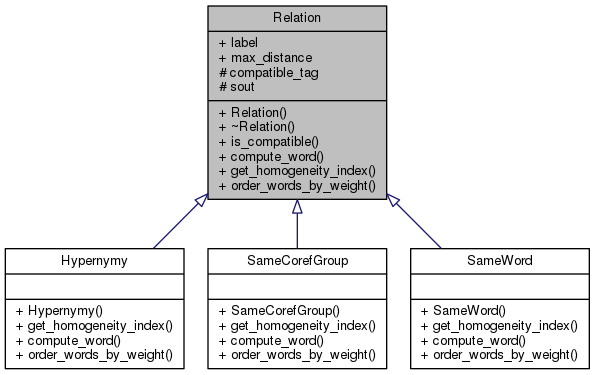 Relation
+ label
+ max_distance
# compatible_tag
# sout
+ Relation()
+ ~Relation()
+ is_compatible()
+ compute_word()
+ get_homogeneity_index()
+ order_words_by_weight()
Hypernymy
+ Hypernymy()
+ get_homogeneity_index()
+ compute_word()
+ order_words_by_weight()
SameCorefGroup
+ SameCorefGroup()
+ get_homogeneity_index()
+ compute_word()
+ order_words_by_weight()
SameWord
+ SameWord()
+ get_homogeneity_index()
+ compute_word()
+ order_words_by_weight()